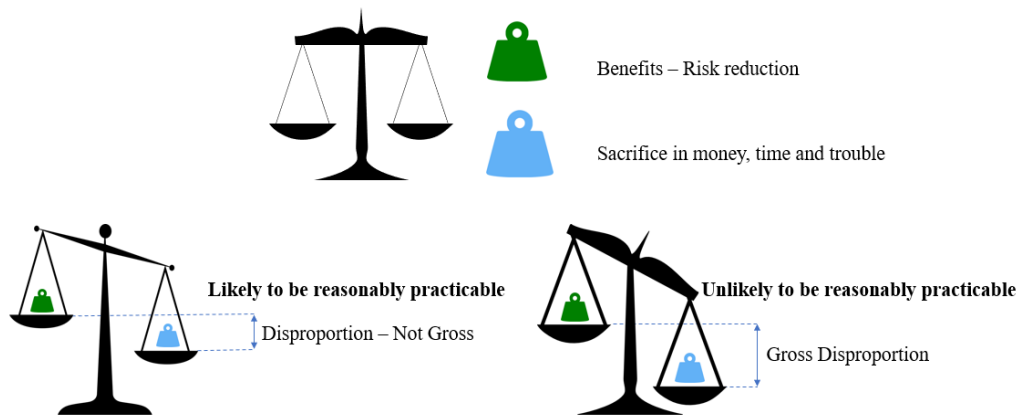 Benefits – Risk reduction
Sacrifice in money, time and trouble
Likely to be reasonably practicable
Disproportion – Not Gross
Unlikely to be reasonably practicable
Gross Disproportion